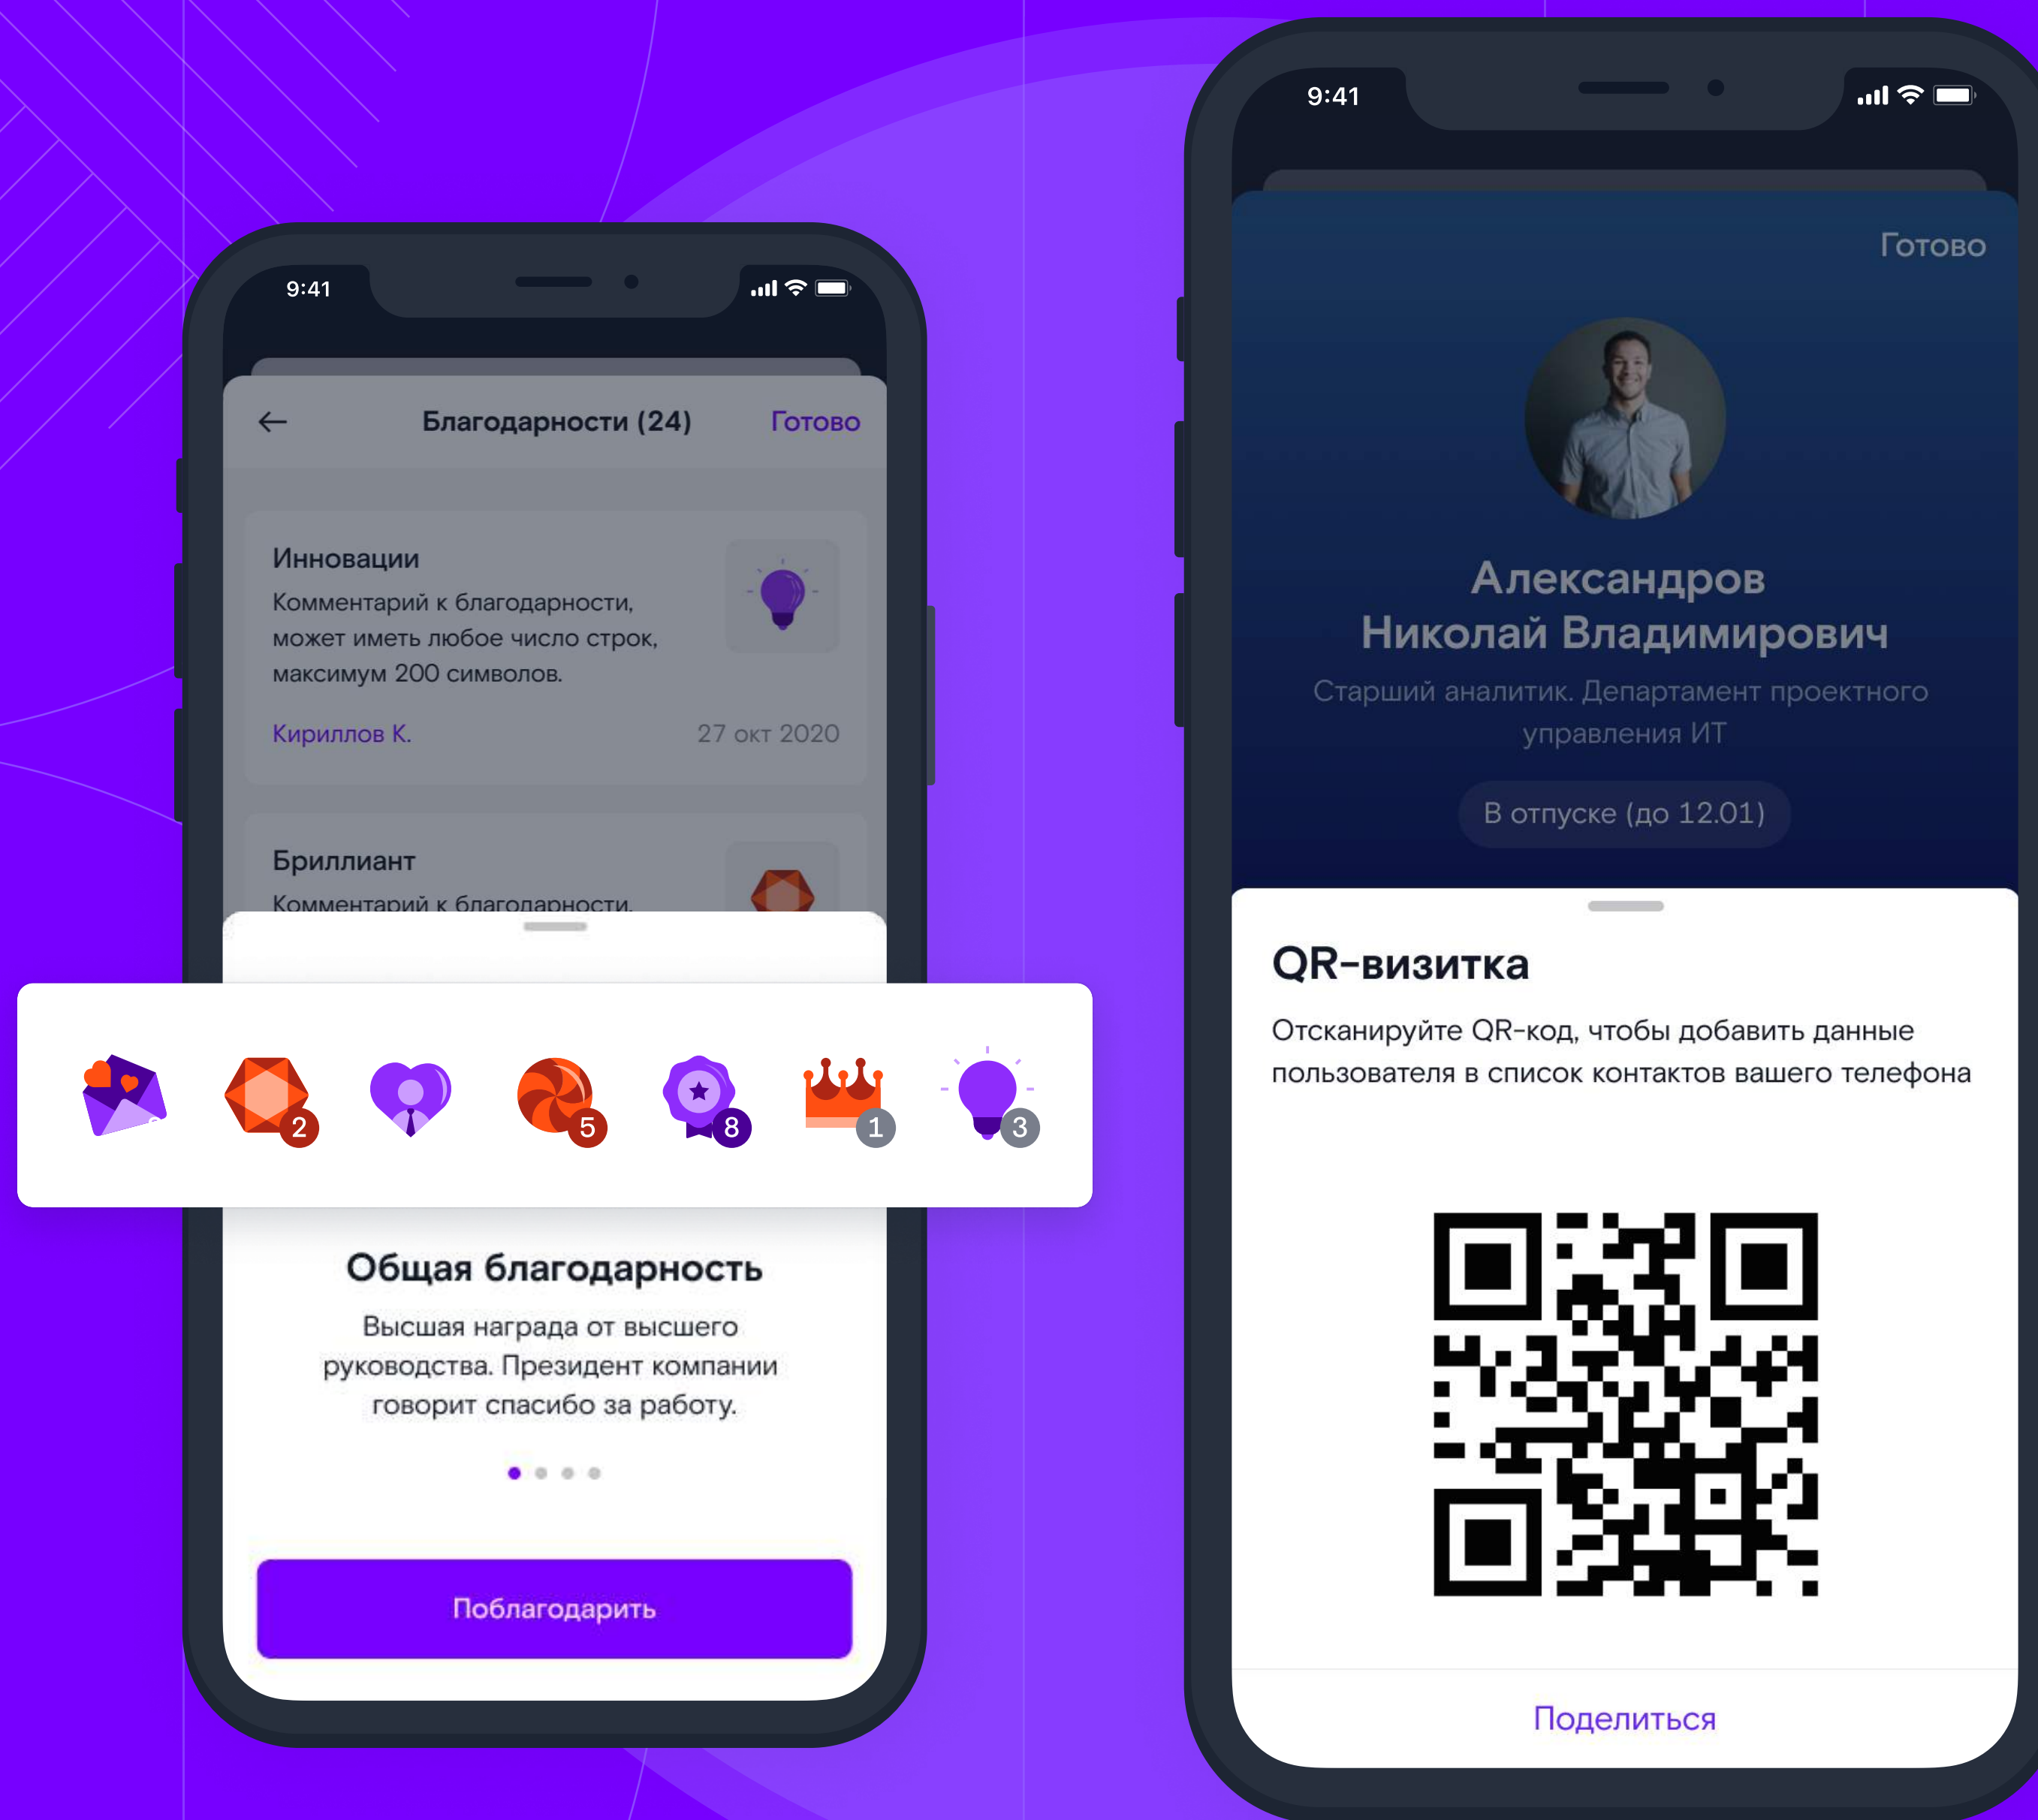 9:41
Благодарности (24)
Готово
Инновации
Комментарий к благодарности,
может иметь любое число строк,
максимум 200 символов.
Кириллов К.
27 окт 2020
Бриллиант
Комментарий к благодарности,
2
5
8
1
3
Общая благодарность
Высшая награда от высшего
руководства. Президент компании
говорит спасибо за работу.
Поблагодарить
9:41
Готово
Александров
Николай Владимирович
Старший аналитик. Департамент проектного
управления ИТ
В отпуске (до 12.01)
QR-визитка
Отсканируйте QR-код, чтобы добавить данные
пользователя в список контактов вашего телефона
Поделиться